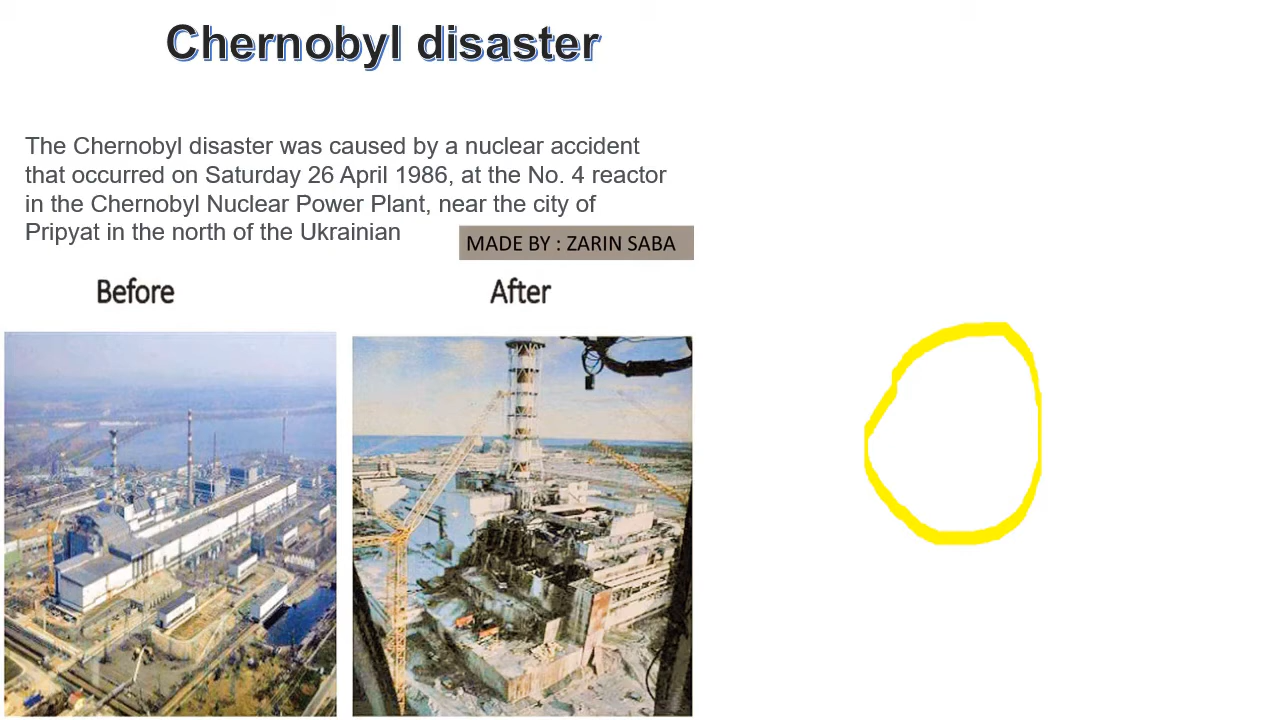 Chernobyl disaster
The Chernobyl disaster was caused by a nuclear accident
that occurred on Saturday 26 April 1986, at the No. 4 reactor
in the Chernobyl Nuclear Power Plant, near the city of
Pripyat in the north of the Ukrainian
MADE BY : ZARIN SABA
Before
After